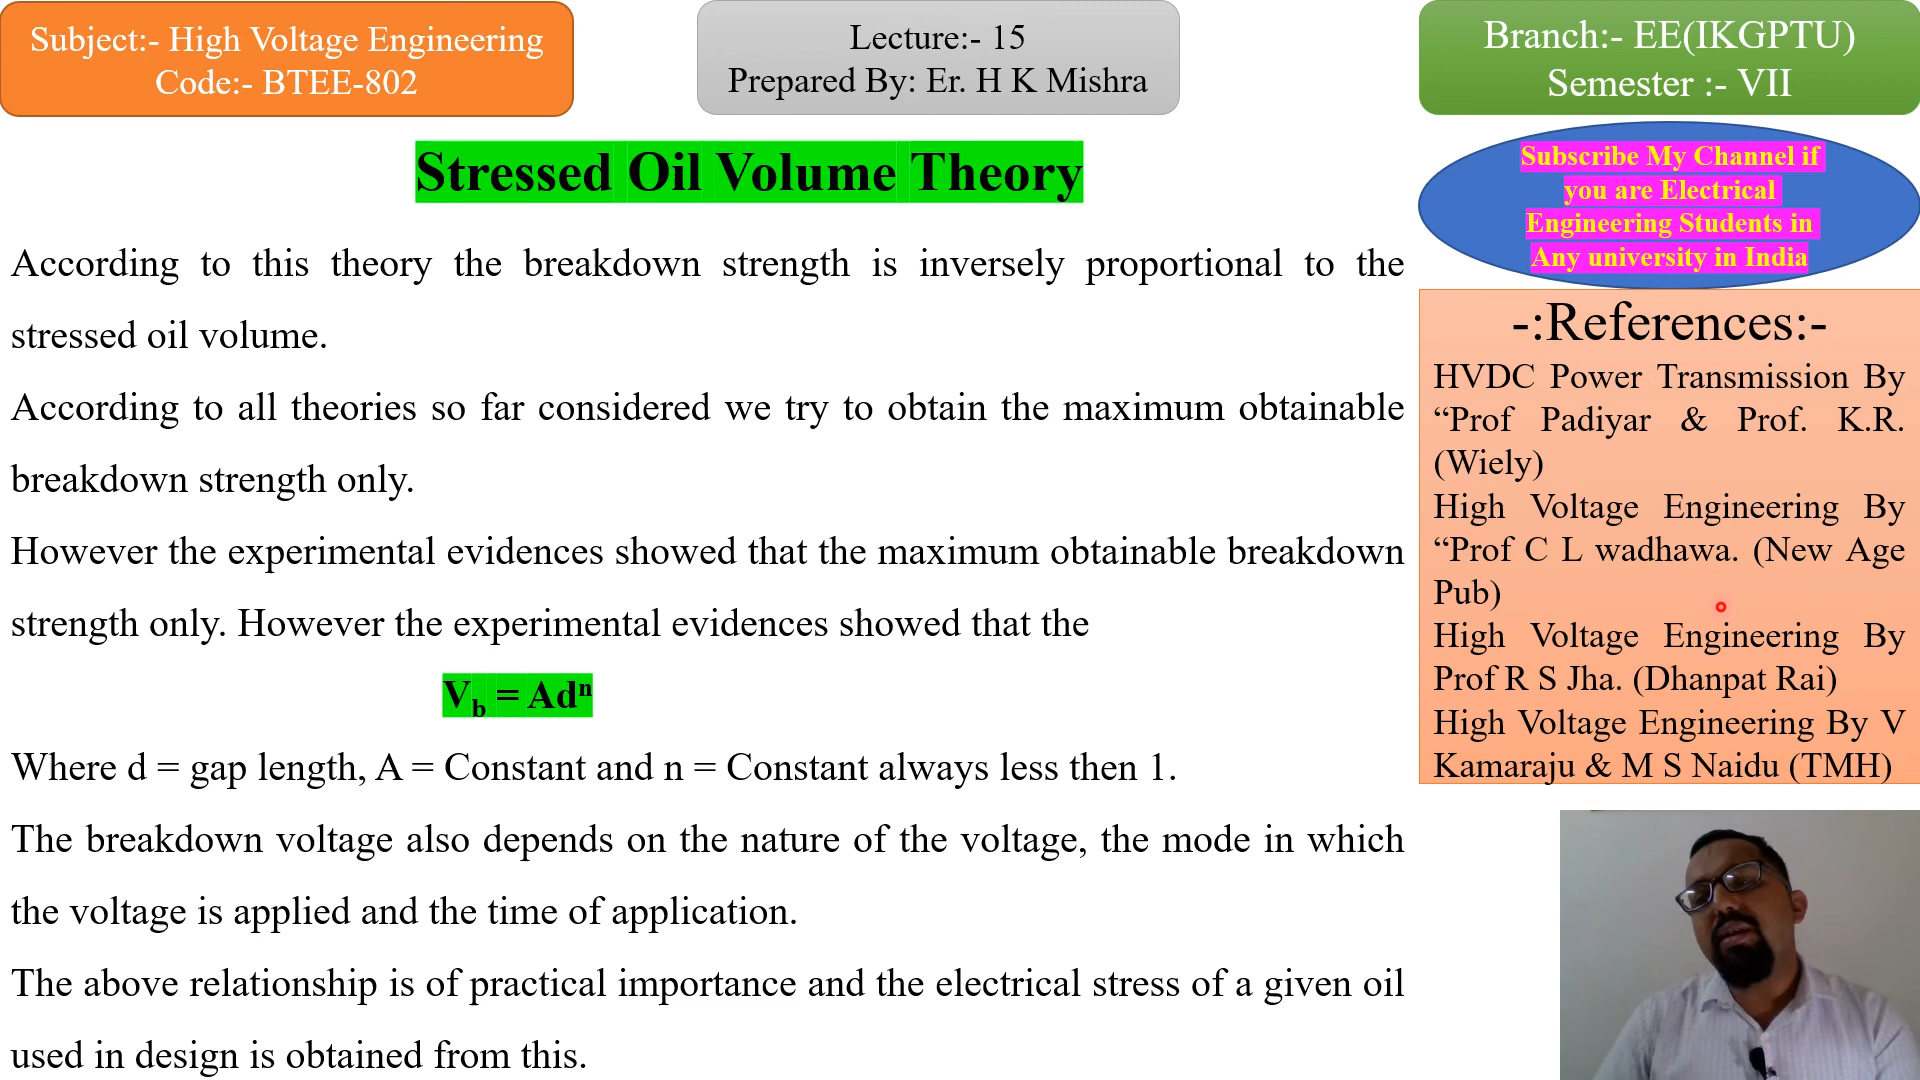 Subject:- High Voltage Engineering
Code:- BTEE-802
Lecture:- 15
Prepared By: Er. H K Mishra
Branch:- EE(IKGPTU)
Semester :- VII
Stressed Oil Volume Theory
According to this theory the breakdown strength is inversely proportional to the
stressed oil volume.
According to all theories so far considered we try to obtain the maximum obtainable
breakdown strength only.
However the experimental evidences showed that the maximum obtainable breakdown
strength only. However the experimental evidences showed that the
V_b = Ad^n
Where d = gap length, A = Constant and n = Constant always less then 1.
The breakdown voltage also depends on the nature of the voltage, the mode in which
the voltage is applied and the time of application.
The above relationship is of practical importance and the electrical stress of a given oil
used in design is obtained from this.
Subscribe My Channel if
you are Electrical
Engineering Students in
Any university in India
-:References:-
HVDC Power Transmission By
“Prof Padiyar & Prof. K.R.
(Wiely)
High Voltage Engineering By
“Prof C L wadhawa. (New Age
Pub)
High Voltage Engineering By
Prof R S Jha. (Dhanpat Rai)
High Voltage Engineering By V
Kamaraju & M S Naidu (TMH)